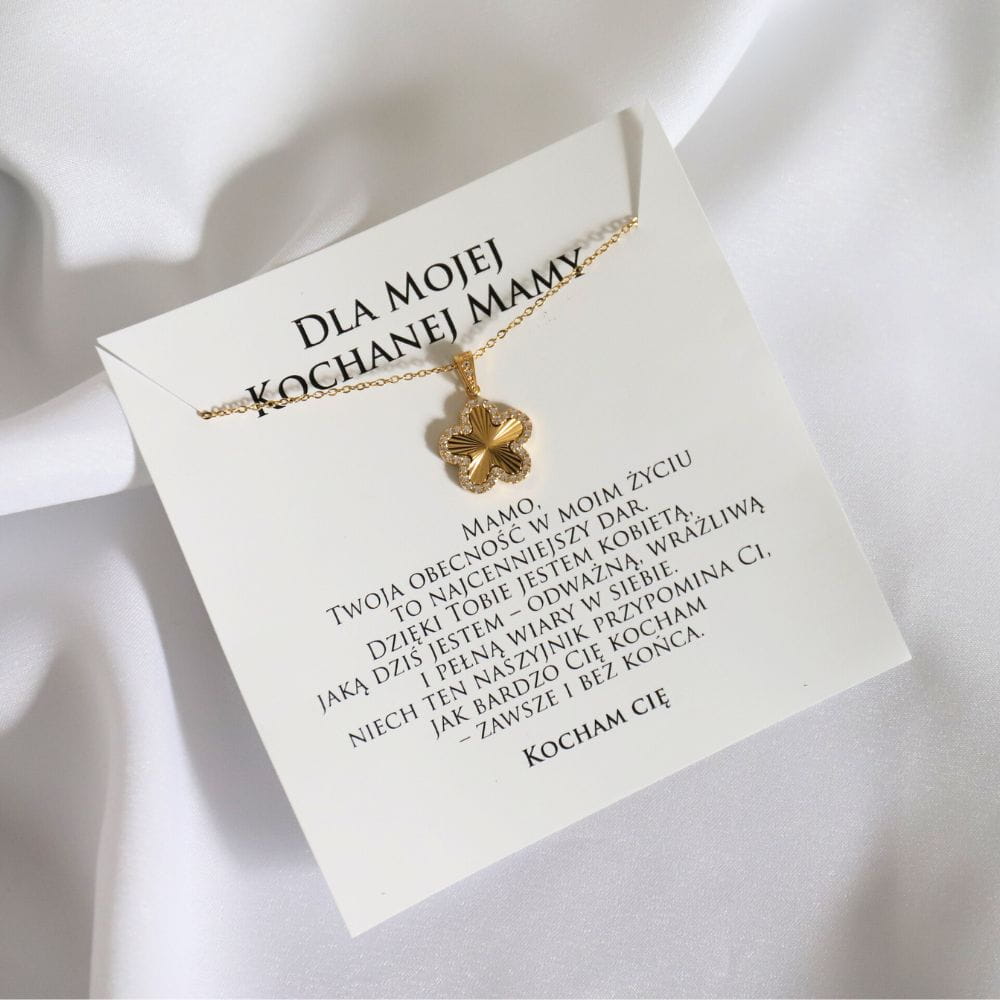 Dla Mojej
Kochanej Mamy
Mamo,
Twoja obecność w moim życiu
to najcenniejszy dar.
Dzięki Tobie jestem kobietą,
jaką dziś jestem – odważną, wrażliwą
i pełną wiary w siebie.
Niech ten naszyjnik przypomina Ci,
jak bardzo Cię kocham
– zawsze i bez końca.
Kocham Cię